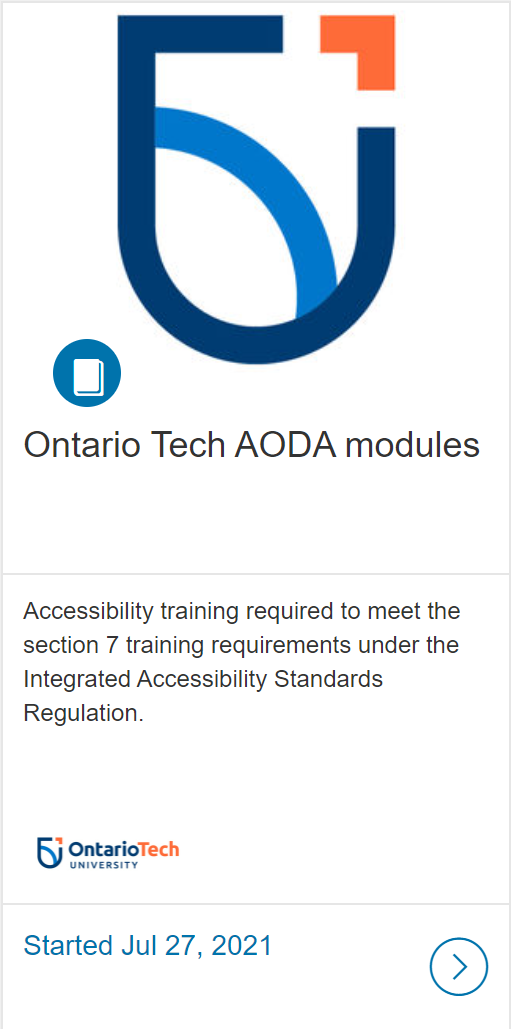 Ontario Tech AODA modules
Accessibility training required to meet the
section 7 training requirements under the
Integrated Accessibility Standards
Regulation.
OntarioTech
UNIVERSITY
Started Jul 27, 2021